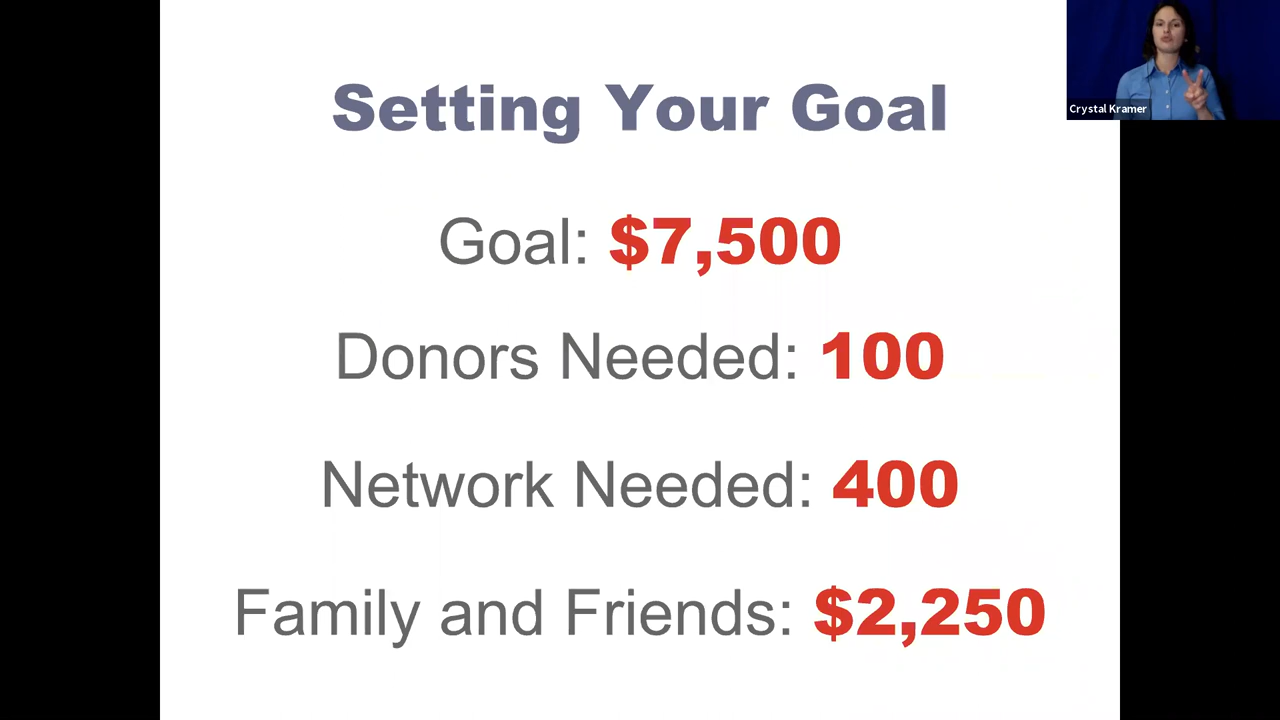 Setting Your Goal
Crystal Kramer
Goal: $7,500
Donors Needed: 100
Network Needed: 400
Family and Friends: $2,250